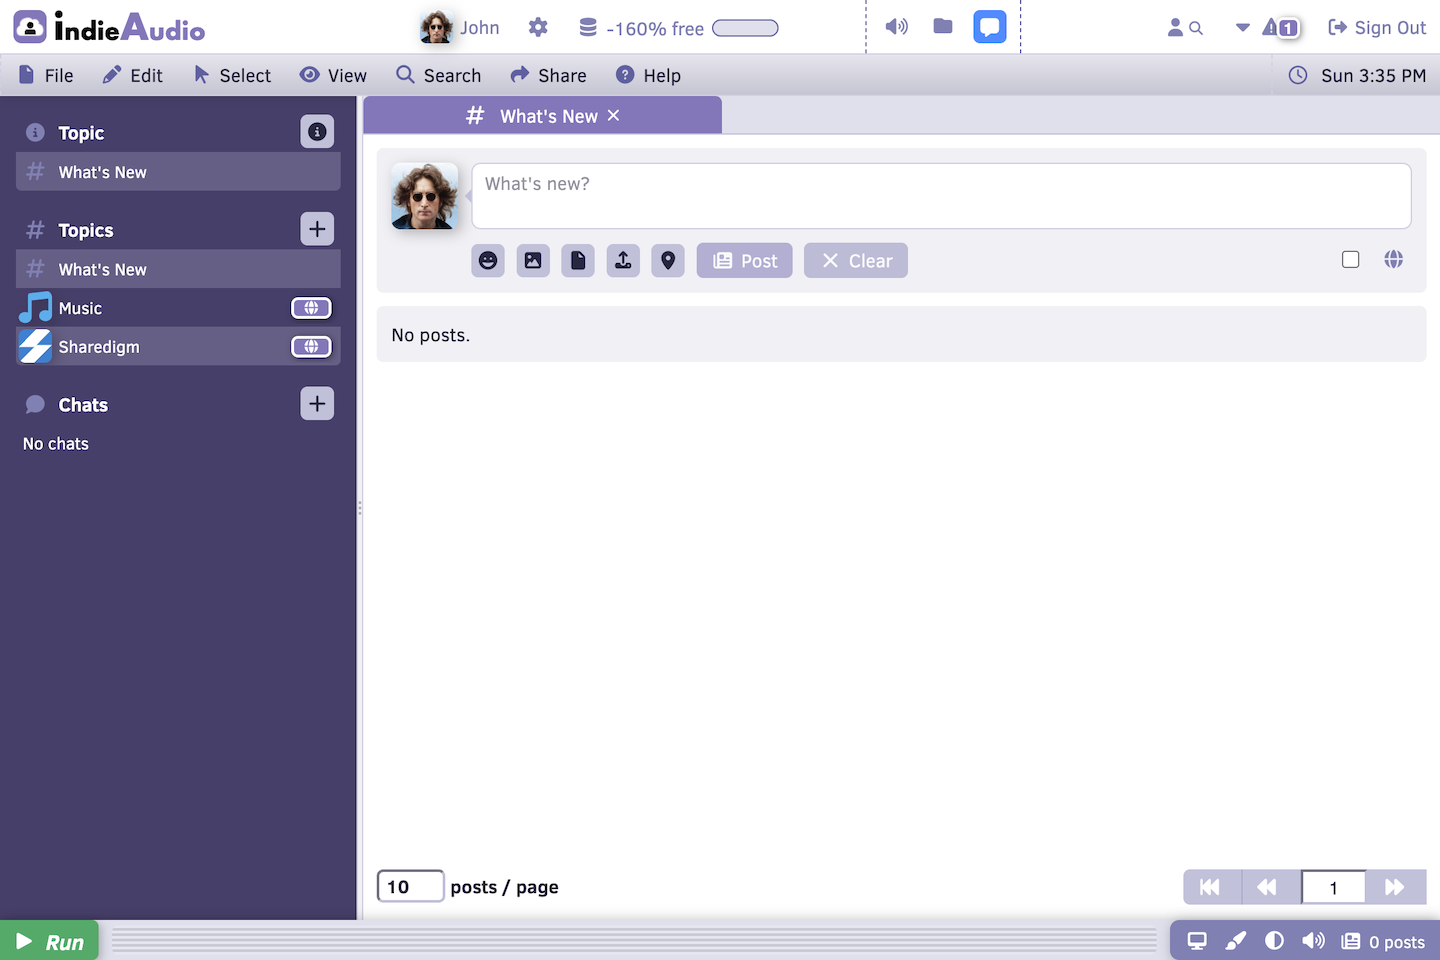 indieAudio
John
-160% free
1
Sign Out
File
Edit
Select
View
Search
Share
Help
Sun 3:35 PM
Topic
What's New
Topics
What's New
Music
Sharedigm
Chats
No chats
What's New
What's new?
Post
Clear
No posts.
10 posts / page
1
Run
0 posts